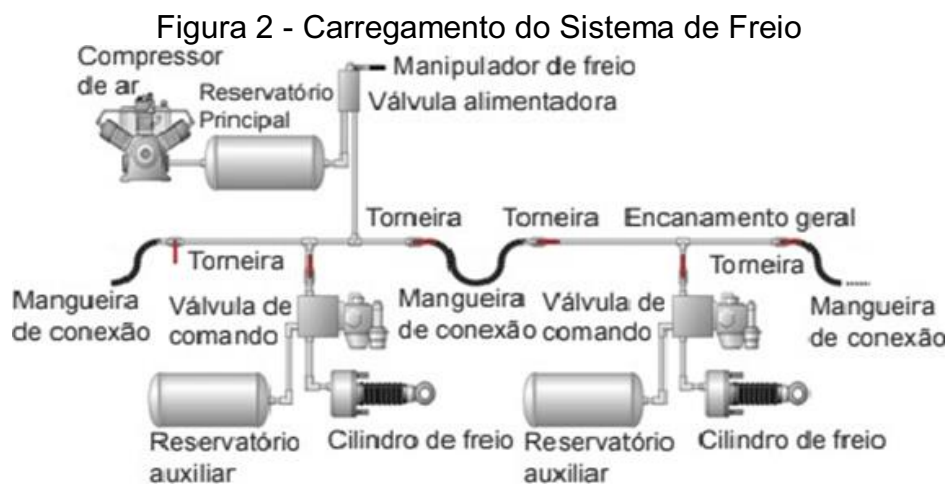 Figura 2 - Carregamento do Sistema de Freio
Compressor
de ar
Reservatório
Principal
Manipulador de freio
Válvula alimentadora
Torneira
Torneira
Encanamento geral
Torneira
Torneira
Mangueira
de conexão
Válvula de
comando
Mangueira
de conexão
Válvula de
comando
Mangueira
de conexão
Reservatório
auxiliar
Cilindro de freio
Reservatório
auxiliar
Cilindro de freio